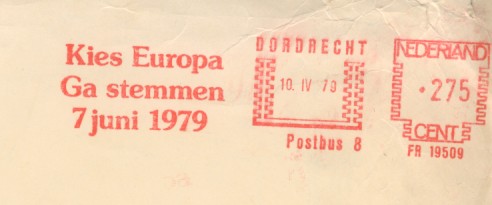 Kies Europa
Ga stemmen
7 juni 1979
DORDRECHT
10. IV 79
Postbus 8
NEDERLAND
275
CENT
FR 19509